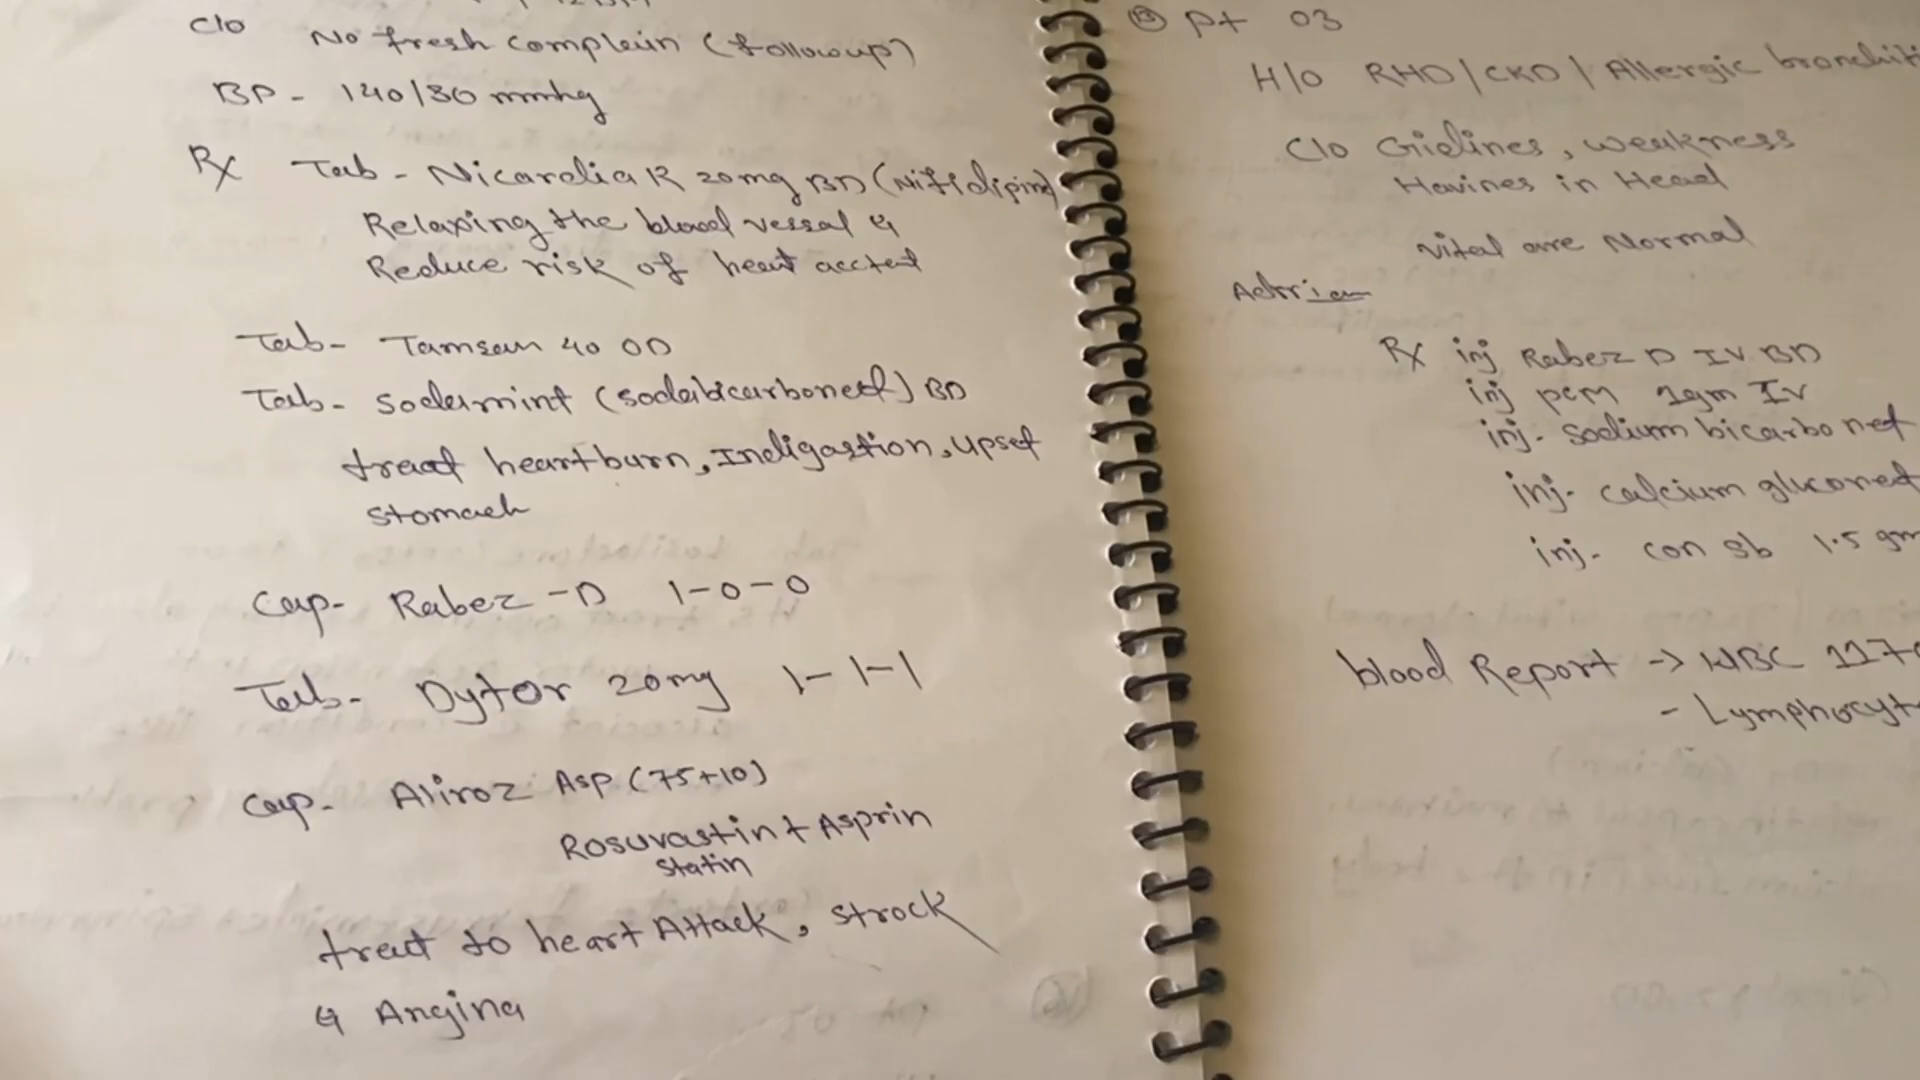 C/o No fresh complein (followup)
BP - 140/80 mmhg
Rx Tab - Nicardia R 20mg BD (Nifidipine)
Relaxing the blood vessal &
Reduce risk of heart
Tab- Tamsan 40 OD
Tab- sodamint (sodabicarbonet) BD
treat heartburn, Indigastion, upset
stomach
Cap- Rabez -D 1-0-0
Tab- Dytor 20mg 1-1-1
Cap- Aliroz Asp (75+10)
Rosuvastin + Asprin
statin
treat to heart Attack, strock
& Angina
13 pt 03
H/O RHD/CKD/Allergic bronchiti
C/o Gidines, weakness
Havines in Head
vital are Normal
Rx inj Rabez D IV BD
inj pcm 1gm IV
inj- sodium bicarbonet
inj- calcium gluconet
inj- con sb 1.5 gm
blood Report -> WBC 117
- Lymphocyt